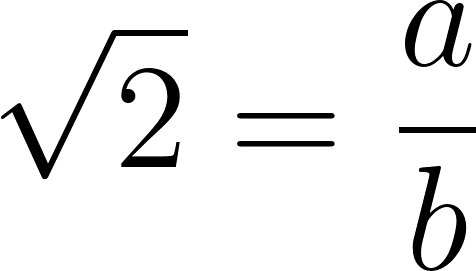 √2 = a/b